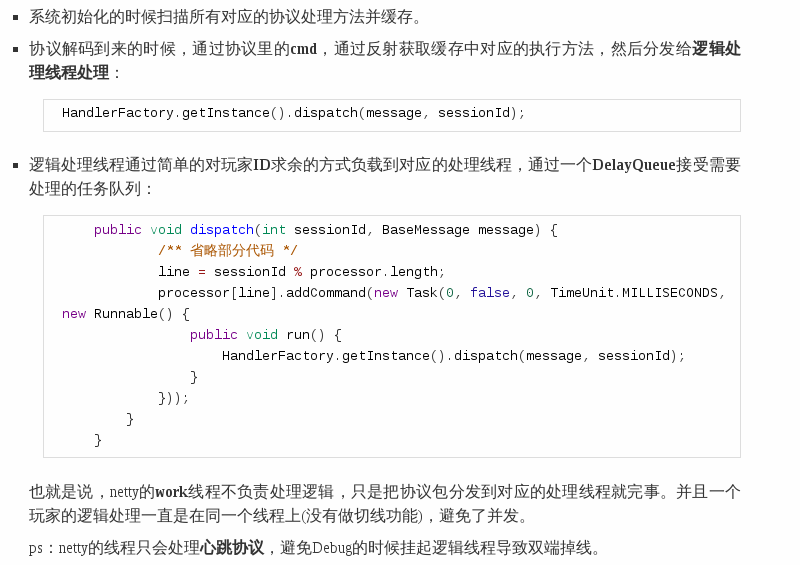 系统初始化的时候扫描所有对应的协议处理方法并缓存。
协议解码到来的时候，通过协议里的cmd，通过反射获取缓存中对应的执行方法，然后分发给逻辑处
理线程处理：
HandlerFactory.getInstance().dispatch(message, sessionId);
逻辑处理线程通过简单的对玩家ID求余的方式负载到对应的处理线程，通过一个DelayQueue接受需要
处理的任务队列：
public void dispatch(int sessionId, BaseMessage message) {
/** 省略部分代码 */
line = sessionId % processor.length;
processor[line].addCommand(new Task(0, false, 0, TimeUnit.MILLISECONDS,
new Runnable() {
public void run() {
HandlerFactory.getInstance().dispatch(message, sessionId);
}
}));
}
}
也就是说，netty的work线程不负责处理逻辑，只是把协议包分发到对应的处理线程就完事。并且一个
玩家的逻辑处理一直是在同一个线程上(没有做切线功能)，避免了并发。
ps：netty的线程只会处理心跳协议，避免Debug的时候挂起逻辑线程导致双端掉线。